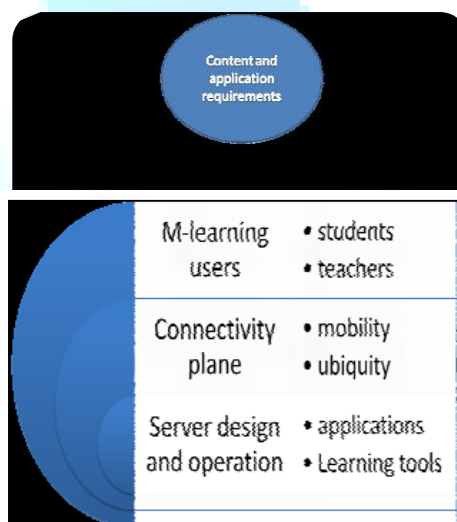 Content and
application
requirements
M-learning
users
• students
• teachers
Connectivity
plane
• mobility
• ubiquity
Server design
and operation
• applications
• Learning tools